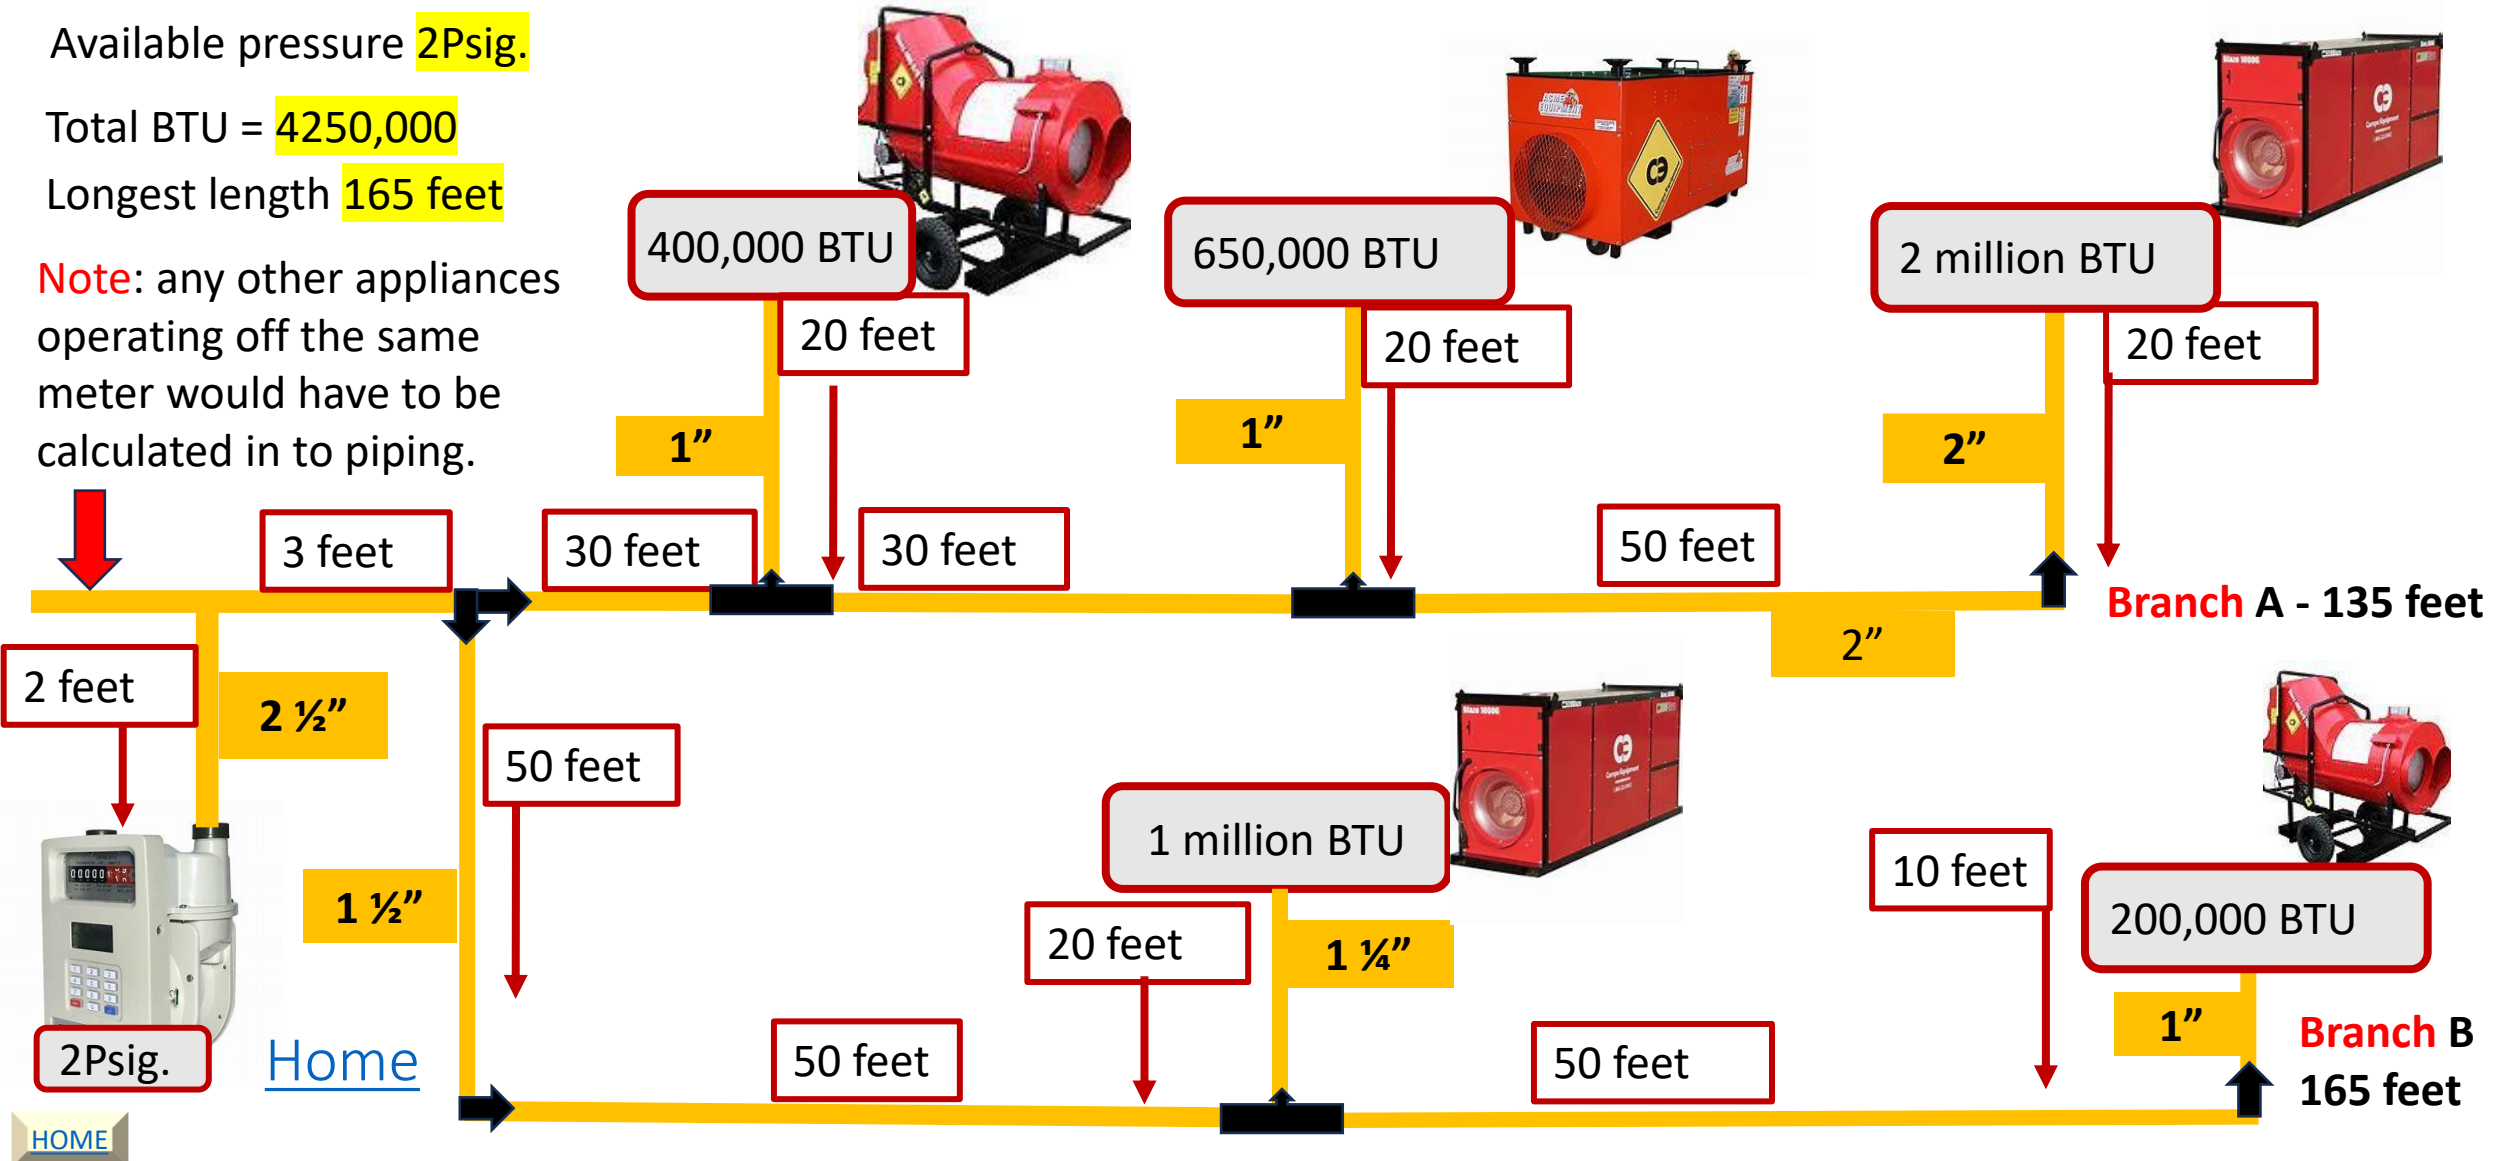 Available pressure 2Psig.
Total BTU = 4250,000
Longest length 165 feet
Note: any other appliances
operating off the same
meter would have to be
calculated in to piping.
400,000 BTU
650,000 BTU
2 million BTU
20 feet
20 feet
20 feet
1”
1”
2”
3 feet
30 feet
30 feet
50 feet
Branch A - 135 feet
2”
2 feet
2 ½”
50 feet
1 million BTU
1 ½”
10 feet
200,000 BTU
20 feet
1 ¼”
1”
Branch B
165 feet
2Psig.
Home
50 feet
50 feet
HOME
ACME
EQUIPMENT